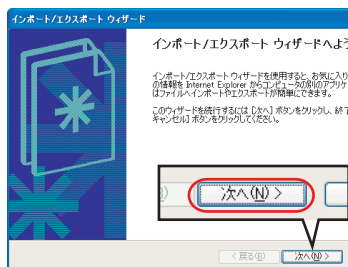 インポート/エクスポート ウィザード
インポート/エクスポート ウィザードへよう
インポート/エクスポート ウィザードを使用すると、お気に入り
の情報を Internet Explorer からコンピュータの別のアプリケ
はファイルへインポートやエクスポートが簡単にできます。
このウィザードを続行するには [次へ] ボタンをクリックし、終了
キャンセル] ボタンをクリックしてください。
次へ(N) >
< 戻る(B) 次へ(N) >